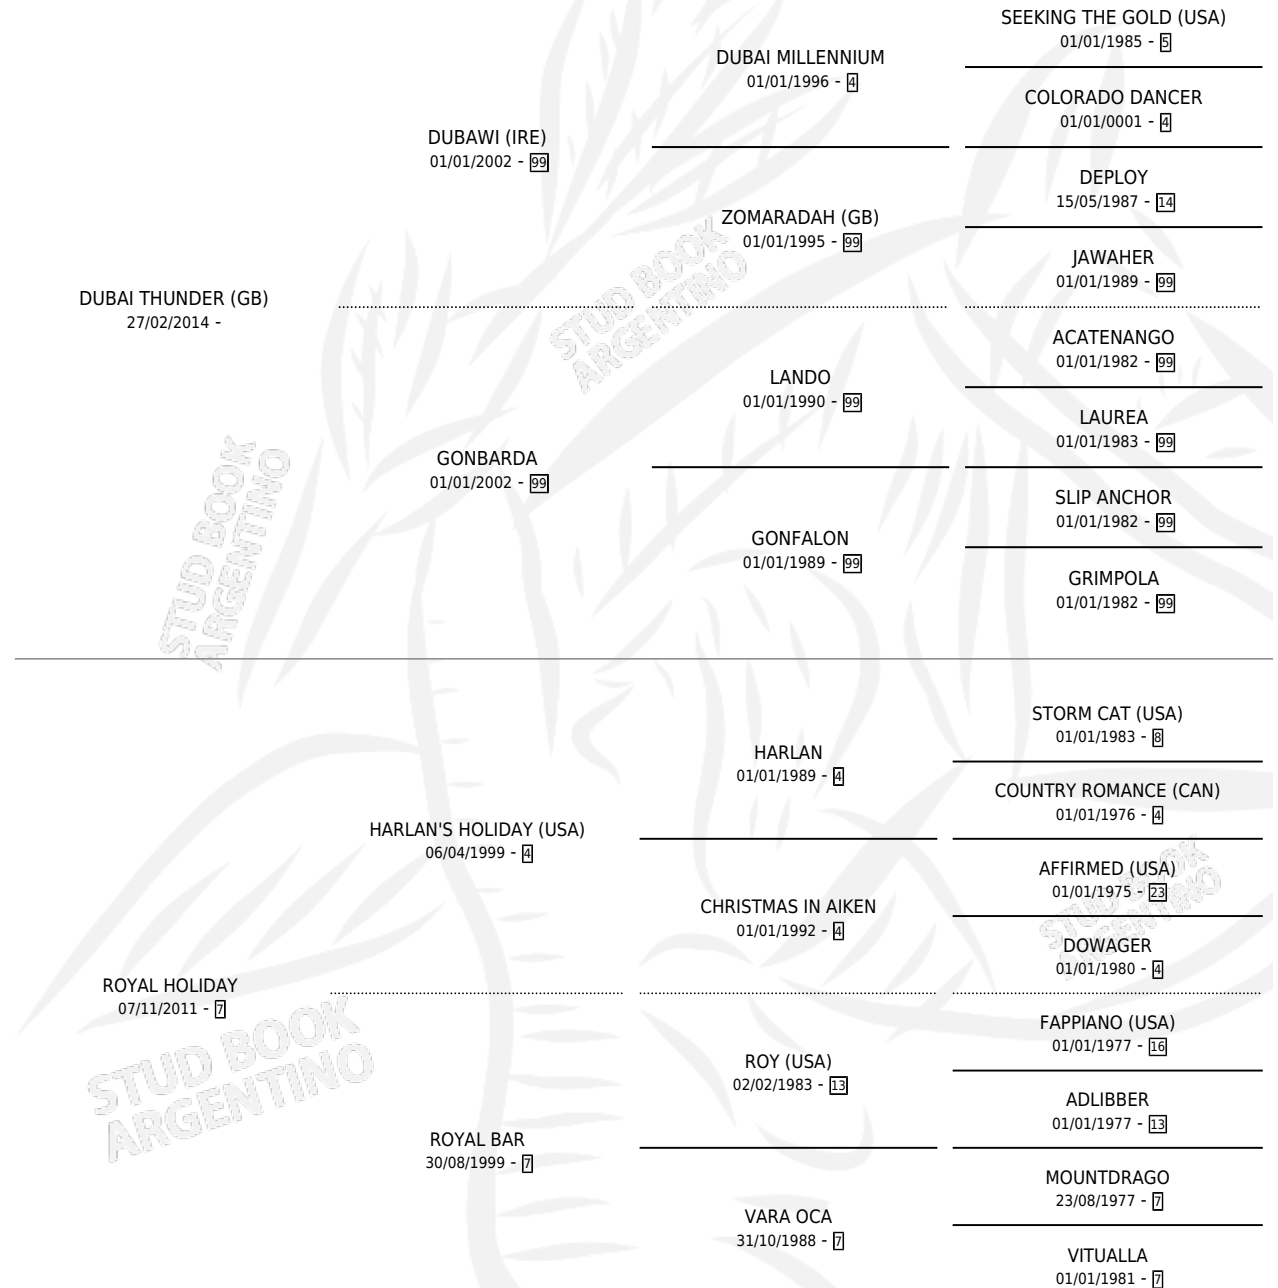 SEEKING THE GOLD (USA)
01/01/1985 - 5
DUBAI MILLENNIUM
01/01/1996 - 4
COLORADO DANCER
01/01/0001 - 4
DUBAWI (IRE)
01/01/2002 - 99
DEPLOY
15/05/1987 - 14
ZOMARADAH (GB)
01/01/1995 - 99
JAWAHER
01/01/1989 - 99
DUBAI THUNDER (GB)
27/02/2014 -
STUD BOOK
ARGENTINO
ACATENANGO
01/01/1982 - 99
LANDO
01/01/1990 - 99
LAUREA
01/01/1983 - 99
GONBARDA
01/01/2002 - 99
SLIP ANCHOR
01/01/1982 - 99
GONFALON
01/01/1989 - 99
GRIMPOLA
01/01/1982 - 99
STUD BOOK
ARGENTINO
STORM CAT (USA)
01/01/1983 - 8
HARLAN
01/01/1989 - 4
COUNTRY ROMANCE (CAN)
01/01/1976 - 4
HARLAN'S HOLIDAY (USA)
06/04/1999 - 4
AFFIRMED (USA)
01/01/1975 - 23
CHRISTMAS IN AIKEN
01/01/1992 - 4
STUD BOOK
ARGENTINO
DOWAGER
01/01/1980 - 4
ROYAL HOLIDAY
07/11/2011 - 7
STUD BOOK
ARGENTINO
FAPPIANO (USA)
01/01/1977 - 16
ROY (USA)
02/02/1983 - 13
ADLIBBER
01/01/1977 - 13
ROYAL BAR
30/08/1999 - 7
MOUNTDRAGO
23/08/1977 - 7
VARA OCA
31/10/1988 - 7
VITUALLA
01/01/1981 - 7